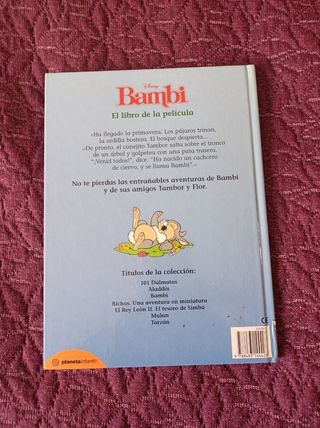 Disney
Bambi
El libro de la película
«Ha llegado la primavera. Los pájaros trinan,
la ardilla bosteza. El bosque despierta...
»De pronto, el conejito Tambor salta sobre el tronco
de un árbol y golpetea con una pata trasera.
"¡Venid todos!", dice. "Ha nacido un cachorro
de ciervo, y se llama Bambi".»
No te pierdas las entrañables aventuras de Bambi
y de sus amigos Tambor y Flor.
Títulos de la colección:
101 Dálmatas
Aladdín
Bambi
Bichos. Una aventura en miniatura
El Rey León II. El tesoro de Simba
Mulan
Tarzán
planetainfantil
CE